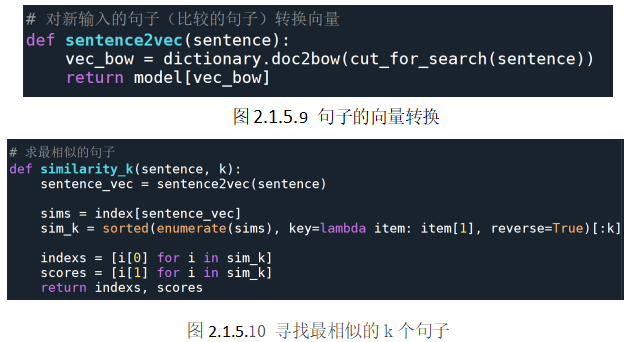 # 对新输入的句子（比较的句子）转换向量
def sentence2vec(sentence):
    vec_bow = dictionary.doc2bow(cut_for_search(sentence))
    return model[vec_bow]
图 2.1.5.9 句子的向量转换
# 求最相似的句子
def similarity_k(sentence, k):
    sentence_vec = sentence2vec(sentence)
    sims = index[sentence_vec]
    sim_k = sorted(enumerate(sims), key=lambda item: item[1], reverse=True)[:k]
    indexs = [i[0] for i in sim_k]
    scores = [i[1] for i in sim_k]
    return indexs, scores
图 2.1.5.10 寻找最相似的 k 个句子